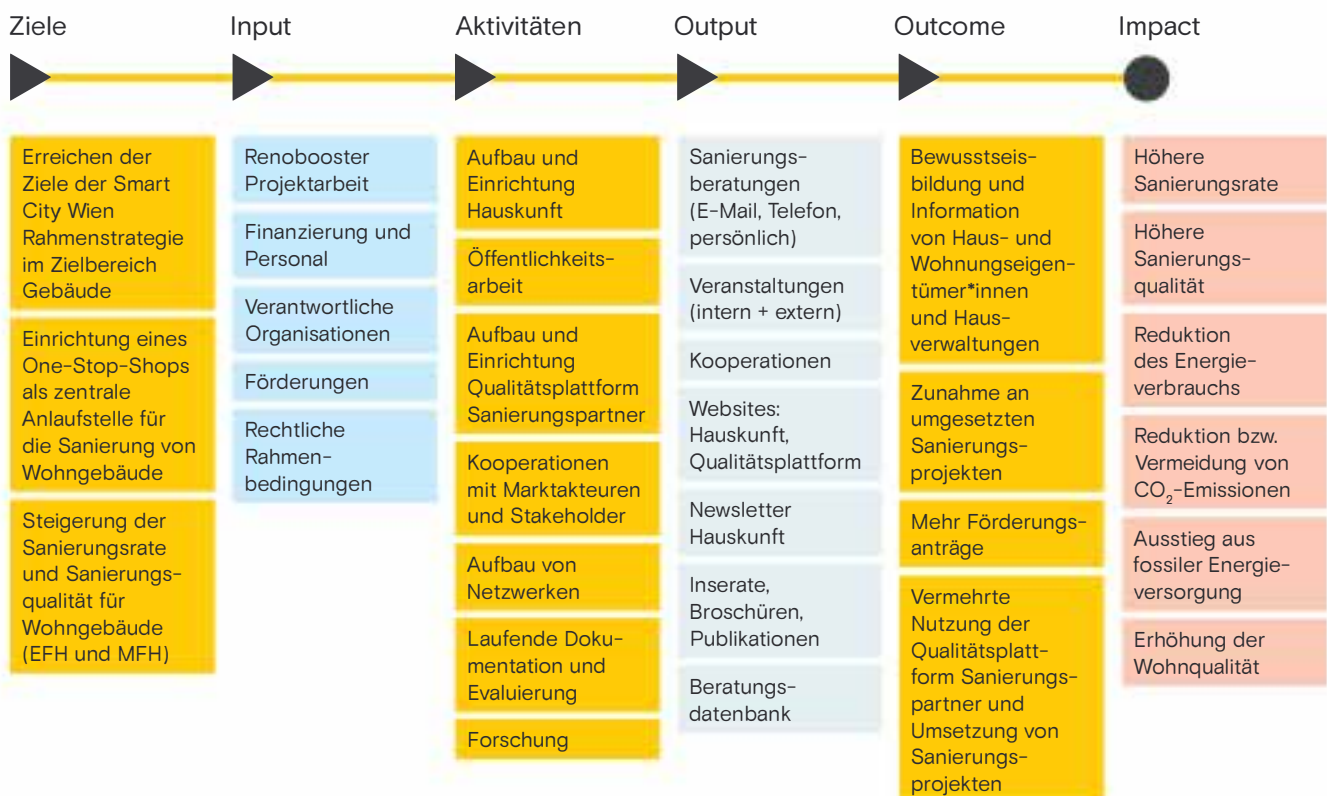 Ziele
Input
Aktivitäten
Output
Outcome
Impact
Erreichen der
Ziele der Smart
City Wien
Rahmenstrategie
im Zielbereich
Gebäude
Einrichtung eines
One-Stop-Shops
als zentrale
Anlaufstelle für
die Sanierung von
Wohngebäude
Steigerung der
Sanierungsrate
und Sanierungs-
qualität für
Wohngebäude
(EFH und MFH)
Renobooster
Projektarbeit
Finanzierung und
Personal
Verantwortliche
Organisationen
Förderungen
Rechtliche
Rahmen-
bedingungen
Aufbau und
Einrichtung
Hauskunft
Öffentlichkeits-
arbeit
Aufbau und
Einrichtung
Qualitätsplattform
Sanierungspartner
Kooperationen
mit Marktakteuren
und Stakeholder
Aufbau von
Netzwerken
Laufende Doku-
mentation und
Evaluierung
Forschung
Sanierungs-
beratungen
(E-Mail, Telefon,
persönlich)
Veranstaltungen
(intern + extern)
Kooperationen
Websites:
Hauskunft,
Qualitätsplattform
Newsletter
Hauskunft
Inserate,
Broschüren,
Publikationen
Beratungs-
datenbank
Bewusstseis-
bildung und
Information
von Haus- und
Wohnungseigen-
tümer*innen
und Haus-
verwaltungen
Zunahme an
umgesetzten
Sanierungs-
projekten
Mehr Förderungs-
anträge
Vermehrte
Nutzung der
Qualitätsplatt-
form Sanierungs-
partner und
Umsetzung von
Sanierungs-
projekten
Höhere
Sanierungsrate
Höhere
Sanierungs-
qualität
Reduktion
des Energie-
verbrauchs
Reduktion bzw.
Vermeidung von
CO₂-Emissionen
Ausstieg aus
fossiler Energie-
versorgung
Erhöhung der
Wohnqualität